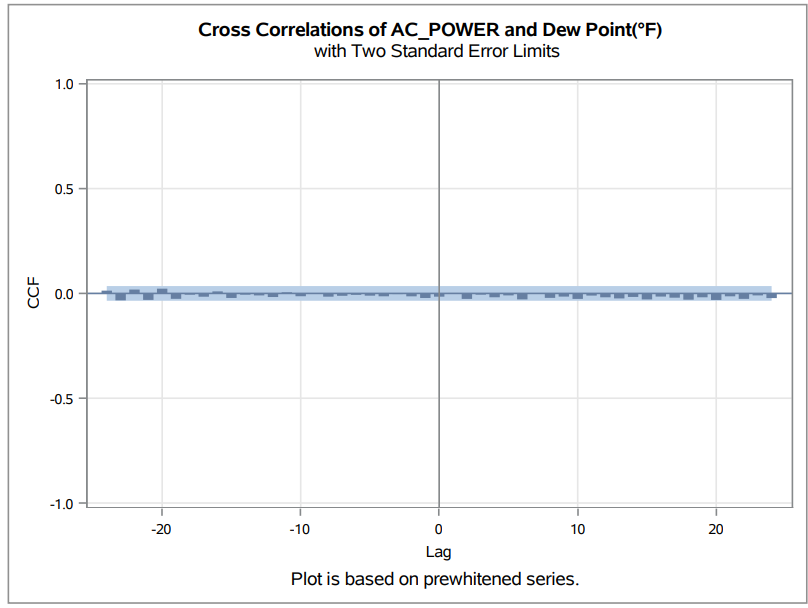 Cross Correlations of AC_POWER and Dew Point(°F)
with Two Standard Error Limits
1.0
0.5
0.0
-0.5
-1.0
CCF
-20 -10 0 10 20
Lag
Plot is based on prewhitened series.